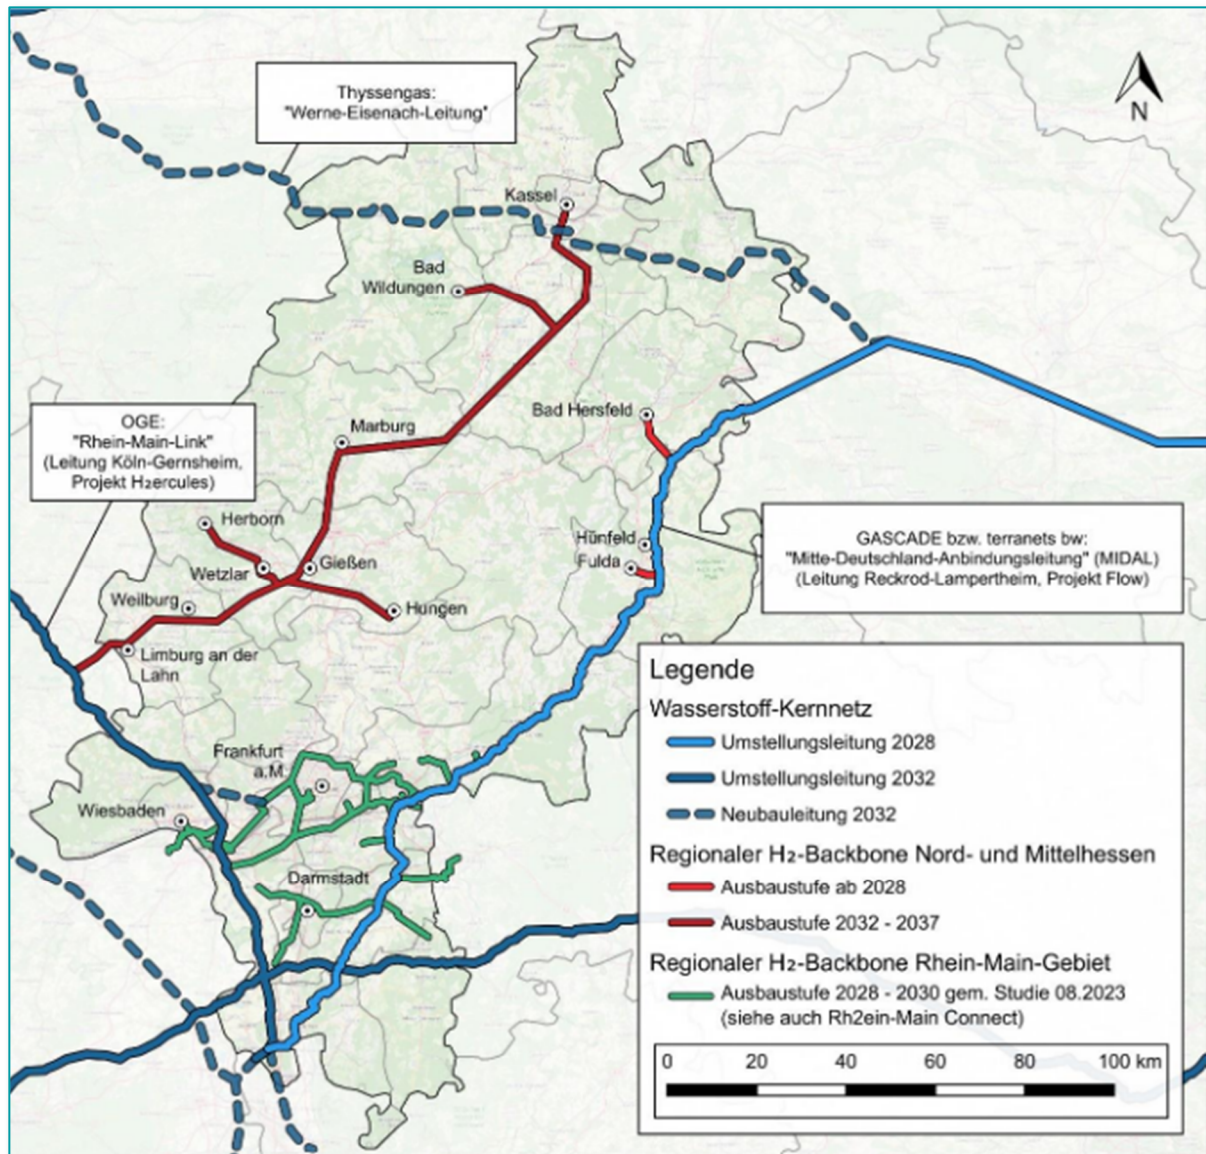 Thyssengas:
"Werne-Eisenach-Leitung"
N
Kassel
Bad
Wildungen
OGE:
"Rhein-Main-Link"
(Leitung Köln-Gernsheim,
Projekt H₂ercules)
Marburg
Bad Hersfeld
Herborn
Wetzlar
Gießen
Weilburg
Hungen
Limburg an der
Lahn
Hünfeld
Fulda
GASCADE bzw. terranets bw:
"Mitte-Deutschland-Anbindungsleitung" (MIDAL)
(Leitung Reckrod-Lampertheim, Projekt Flow)
Frankfurt
a.M
Wiesbaden
Darmstadt
Legende
Wasserstoff-Kernnetz
Umstellungsleitung 2028
Umstellungsleitung 2032
Neubauleitung 2032
Regionaler H₂-Backbone Nord- und Mittelhessen
Ausbaustufe ab 2028
Ausbaustufe 2032 - 2037
Regionaler H₂-Backbone Rhein-Main-Gebiet
Ausbaustufe 2028 - 2030 gem. Studie 08.2023
(siehe auch Rh2ein-Main Connect)
0 20 40 60 80 100 km